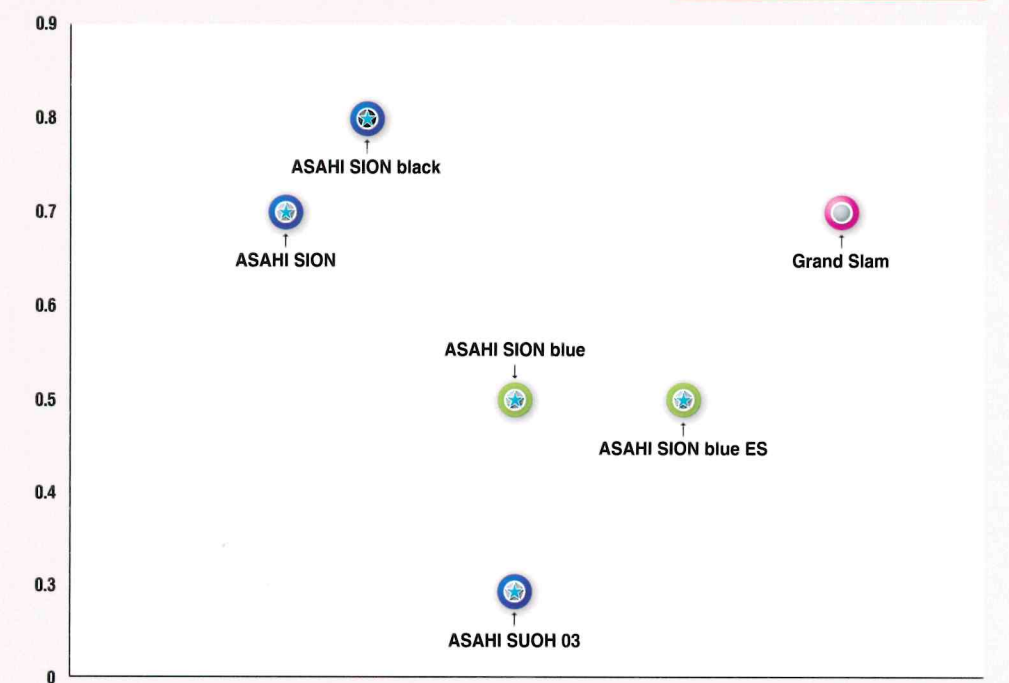 0.9
0.8
ASAHI SION black
0.7
ASAHI SION
Grand Slam
0.6
ASAHI SION blue
0.5
ASAHI SION blue ES
0.4
0.3
ASAHI SUOH 03
0